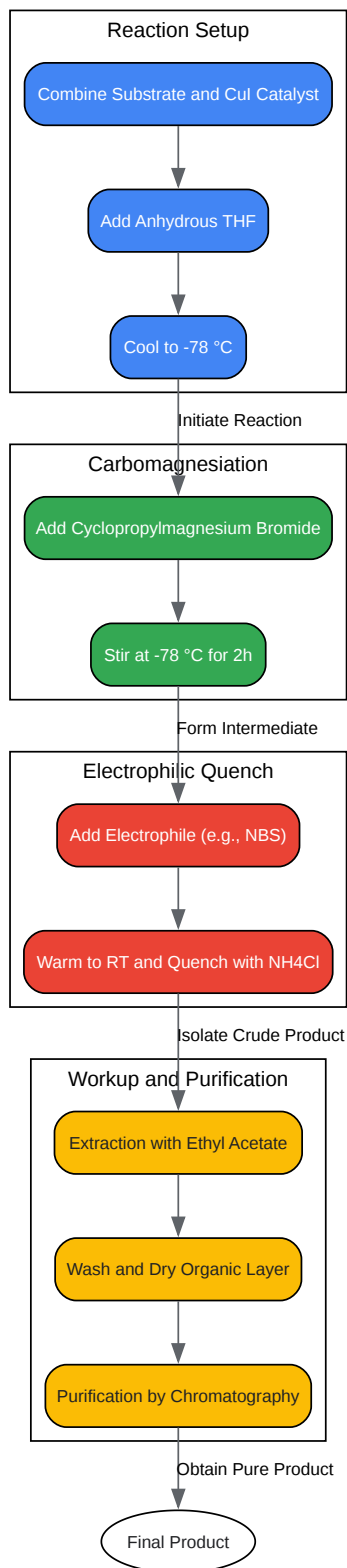 Reaction Setup
Combine Substrate and CuI Catalyst
Add Anhydrous THF
Cool to -78 °C
Initiate Reaction
Carbomagnesiation
Add Cyclopropylmagnesium Bromide
Stir at -78 °C for 2h
Form Intermediate
Electrophilic Quench
Add Electrophile (e.g., NBS)
Warm to RT and Quench with NH4Cl
Isolate Crude Product
Workup and Purification
Extraction with Ethyl Acetate
Wash and Dry Organic Layer
Purification by Chromatography
Obtain Pure Product
Final Product